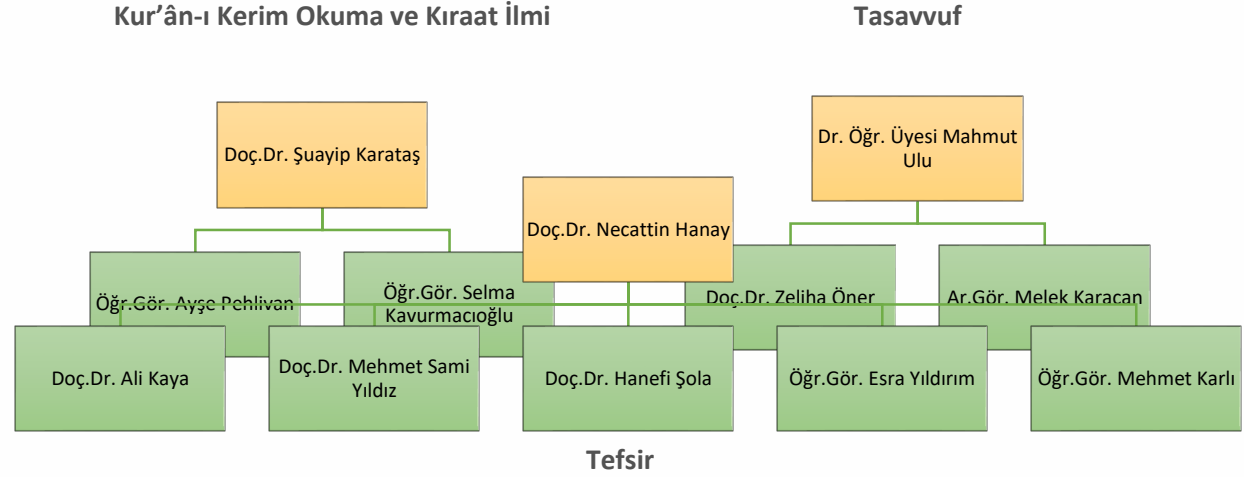 Kur’ân-ı Kerim Okuma ve Kıraat İlmi
Tasavvuf
Doç.Dr. Şuayip Karataş
Dr. Öğr. Üyesi Mahmut
Ulu
Doç.Dr. Necattin Hanay
Öğr.Gör. Ayşe Pehlivan
Öğr.Gör. Selma
Kavurmacıoğlu
Doç.Dr. Zeliha Öner
Ar.Gör. Melek Karacan
Doç.Dr. Ali Kaya
Doç.Dr. Mehmet Sami
Yıldız
Doç.Dr. Hanefi Şola
Öğr.Gör. Esra Yıldırım
Öğr.Gör. Mehmet Karlı
Tefsir